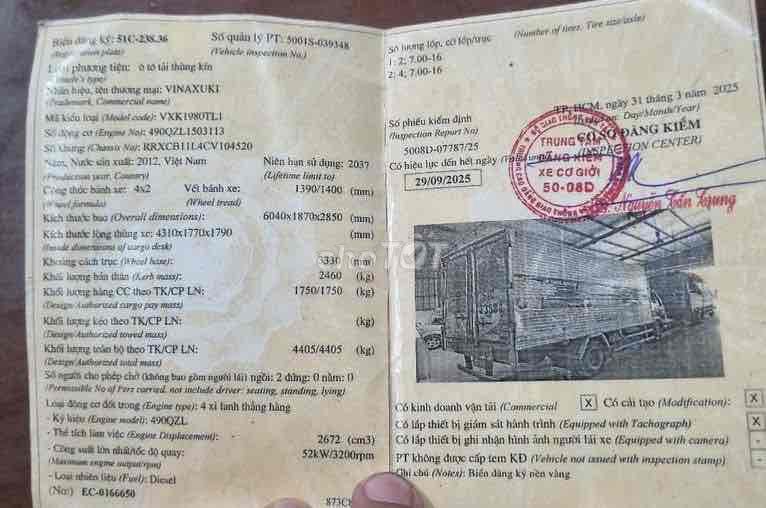 Biển đăng ký: 51C-238.36 Số quản lý PT: 5001S-039348
(Registration plate) (Vehicle inspection No.)
Loại phương tiện: ô tô tải thùng kín
(Vehicle's type)
Nhãn hiệu, tên thương mại: VINAXUKI
(Trademark, Commercial name)
Mã kiểu loại (Model code): VXK1980TL1
Số động cơ (Engine No): 490QZL1503113
Số khung (Chassis No): RRXCB11L4CV104520
Năm, Nước sản xuất: 2012, Việt Nam Niên hạn sử dụng: 2037
(Production year, Country) (Lifetime limit to)
Công thức bánh xe: 4x2 Vết bánh xe: 1390/1400 (mm)
(Wheel formula) (Wheel tread)
Kích thước bao (Overall dimensions): 6040x1870x2850 (mm)
Kích thước lòng thùng xe: 4310x1770x1790 (mm)
(Inside dimensions of cargo deck)
Khoảng cách trục (Wheel base): 3330 mm
Khối lượng bản thân (Kerb mass): 2460 (kg)
Khối lượng hàng CC theo TK/CP LN: 1750/1750 (kg)
(Design/Authorized cargo pay mass)
Khối lượng kéo theo TK/CP LN: (kg)
(Design/Authorized towed mass)
Khối lượng toàn bộ theo TK/CP LN: 4405/4405 (kg)
(Design/Authorized total mass)
Số người cho phép chở (không bao gồm người lái) ngồi: 2 đứng: 0 nằm: 0
(Permissible No of Pers carried, not include driver: seating, standing, lying)
Loại động cơ đốt trong (Engine type): 4 xi lanh thẳng hàng
- Ký hiệu (Engine model): 490QZL
- Thể tích làm việc (Engine Displacement): 2672 (cm3)
- Công suất lớn nhất/tốc độ quay: 52kW/3200rpm
(Maximum engine output/rpm)
- Loại nhiên liệu (Fuel): Diesel
(No:) EC-0166650
Số lượng lốp, cỡ lốp/trục (Number of tires, Tire size/axle)
1: 2; 7.00-16
2: 4; 7.00-16
TP. HCM, ngày 31 tháng 3 năm 2025
Day/Month/Year)
Số phiếu kiểm định CƠ SỞ ĐĂNG KIỂM
(Inspection Report No) (INSPECTION CENTER)
5008D-07787/25
Có hiệu lực đến hết ngày
29/09/2025
TRUNG TÂM
ĐĂNG KIỂM
XE CƠ GIỚI
50-08D
Nguyễn Tấn Trung
chợ TỐT
Có kinh doanh vận tải (Commercial X Có cải tạo (Modification): X
Có lắp thiết bị giám sát hành trình (Equipped with Tachograph) X
Có lắp thiết bị ghi nhận hình ảnh người lái xe (Equipped with camera) -
PT không được cấp tem KĐ (Vehicle not issued with inspection stamp) -
Ghi chú (Notes): Biển đăng ký nền vàng